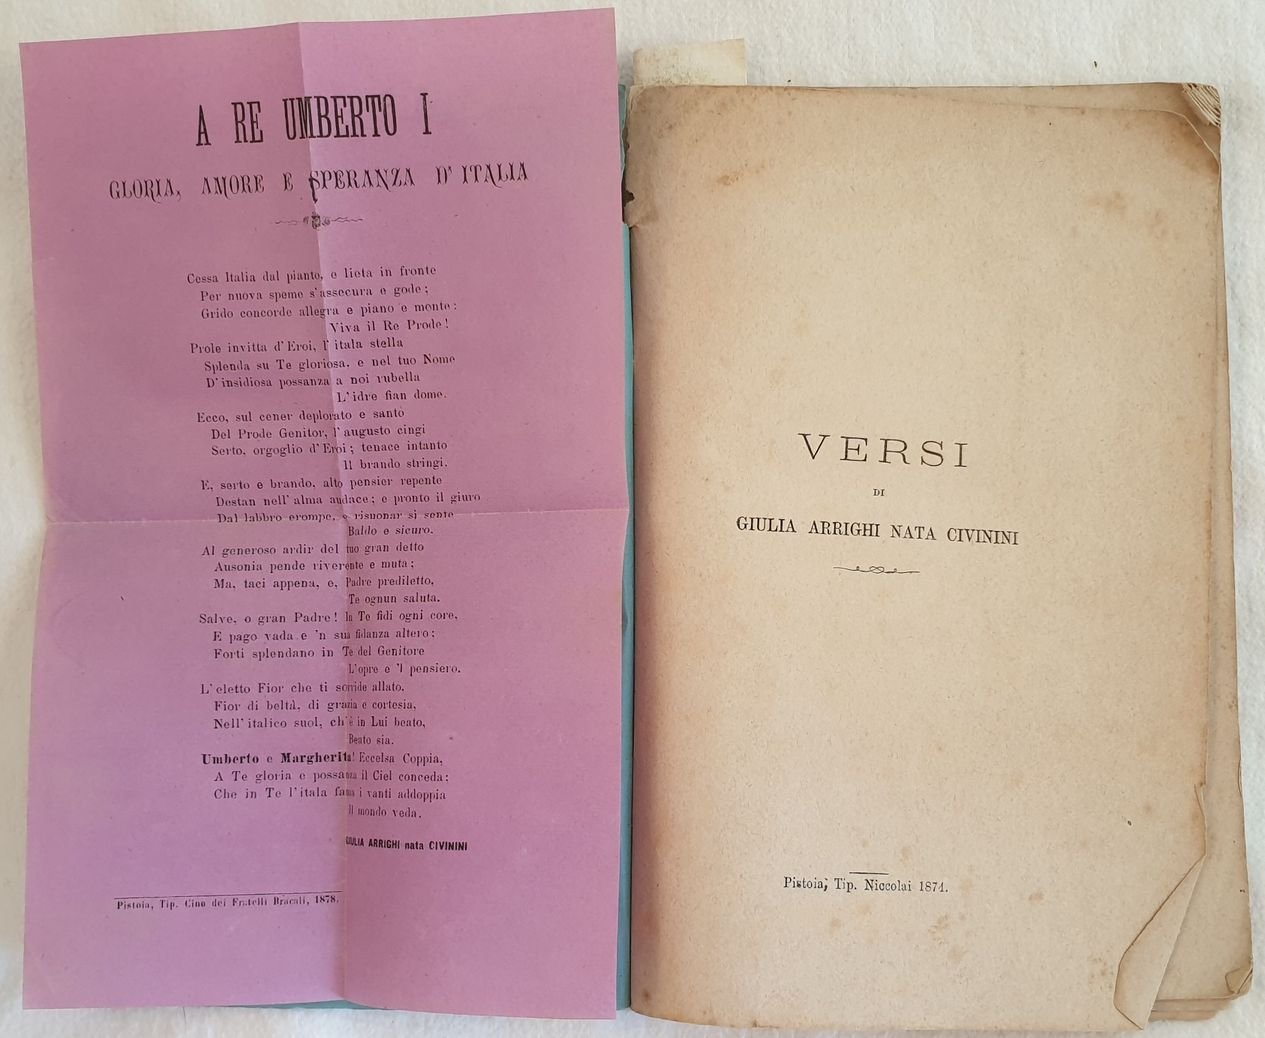 A RE UMBERTO I
GLORIA, AMORE E SPERANZA D' ITALIA
Cessa Italia dal pianto, e lieta in fronte
Per nuova speme s'assecura e gode;
Grido concorde allegra e piano e monte:
Viva il Re Prode!
Prole invitta d'Eroi, l'itala stella
Splenda su Te gloriosa, e nel tuo Nome
D'insidiosa possanza a noi rubella
L'idre fian dome.
Ecco, sul cener deplorato e santo
Del Prode Genitor, l'augusto cingi
Serto, orgoglio d'Eroi; tenace intanto
Il brando stringi.
E, serto e brando, alto pensier repente
Destan nell'alma audace; e pronto il giuro
Dal labbro erompe, e risuonar si sente
Baldo e sicuro.
Al generoso ardir del tuo gran detto
Ausonia pende riverente e muta;
Ma, taci appena, e, Padre prediletto,
Te ognun saluta.
Salve, o gran Padre! In Te fidi ogni core,
E pago vada e 'n sua fidanza altero;
Forti splendano in Te del Genitore
L'opre e 'l pensiero.
L'eletto Fior che ti sorride allato,
Fior di beltà, di grazia e cortesia,
Nell'italico suol, ch'è in Lui beato,
Beato sia.
Umberto e Margherita! Eccelsa Coppia,
A Te gloria e possanza il Ciel conceda:
Che in Te l'itala fama i vanti addoppia
Il mondo veda.
GIULIA ARRIGHI nata CIVININI
Pistoia, Tip. Cino dei Fratelli Bracali, 1878.
VERSI
DI
GIULIA ARRIGHI NATA CIVININI
Pistoia, Tip. Niccolai 1874.